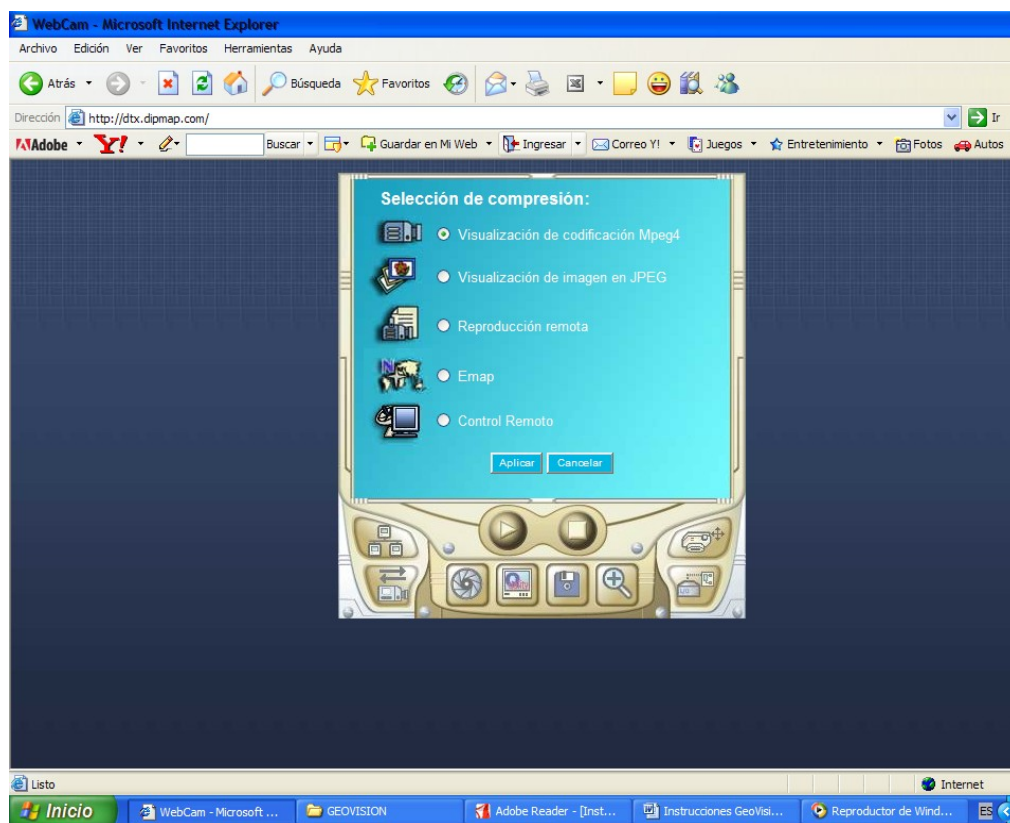 WebCam - Microsoft Internet Explorer
Archivo Edición Ver Favoritos Herramientas Ayuda
Atrás Búsqueda Favoritos
Dirección http://dtx.dipmap.com/ Ir
Adobe Y! Buscar Guardar en Mi Web Ingresar Correo Y! Juegos Entretenimiento Fotos Autos
Selección de compresión:
Visualización de codificación Mpeg4
Visualización de imagen en JPEG
Reproducción remota
Emap
Control Remoto
Aplicar Cancelar
Listo Internet
Inicio WebCam - Microsoft ... GEOVISION Adobe Reader - [Inst... Instrucciones GeoVisi... Reproductor de Wind... ES